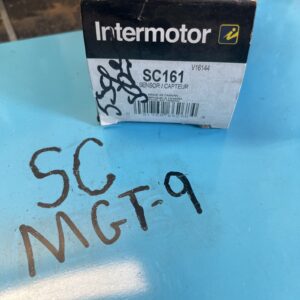 Intermotor
V16144
SC161
SENSOR / CAPTEUR
SC
MGT-9